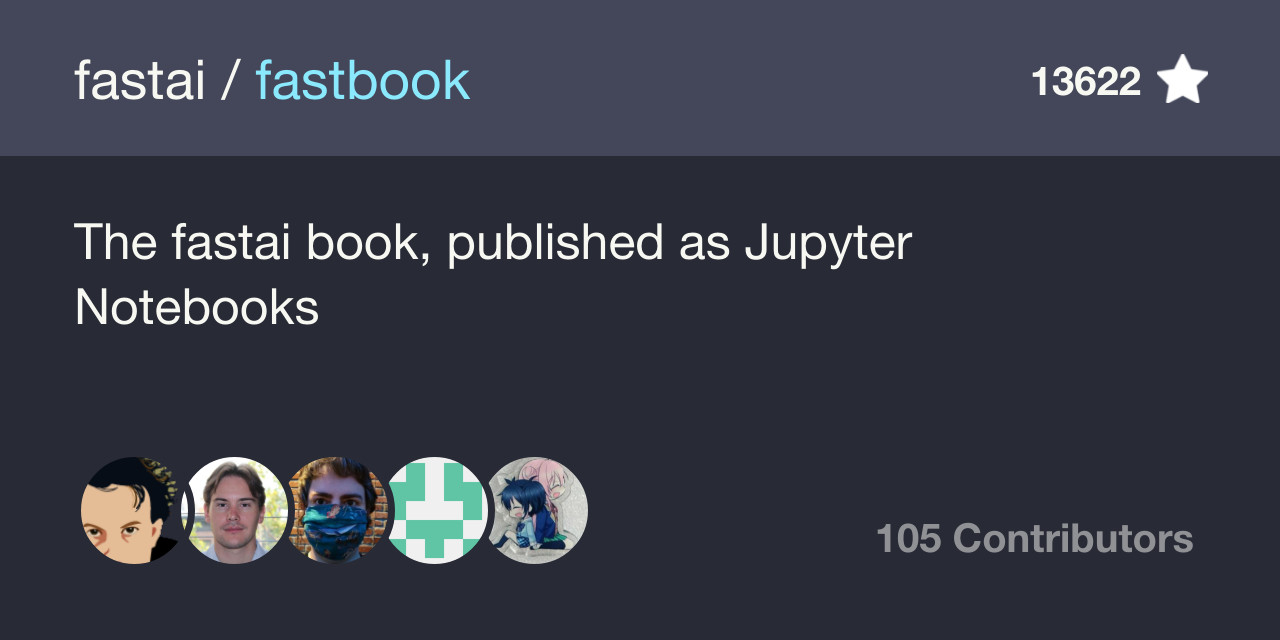 fastai / fastbook
13622
The fastai book, published as Jupyter
Notebooks
105 Contributors